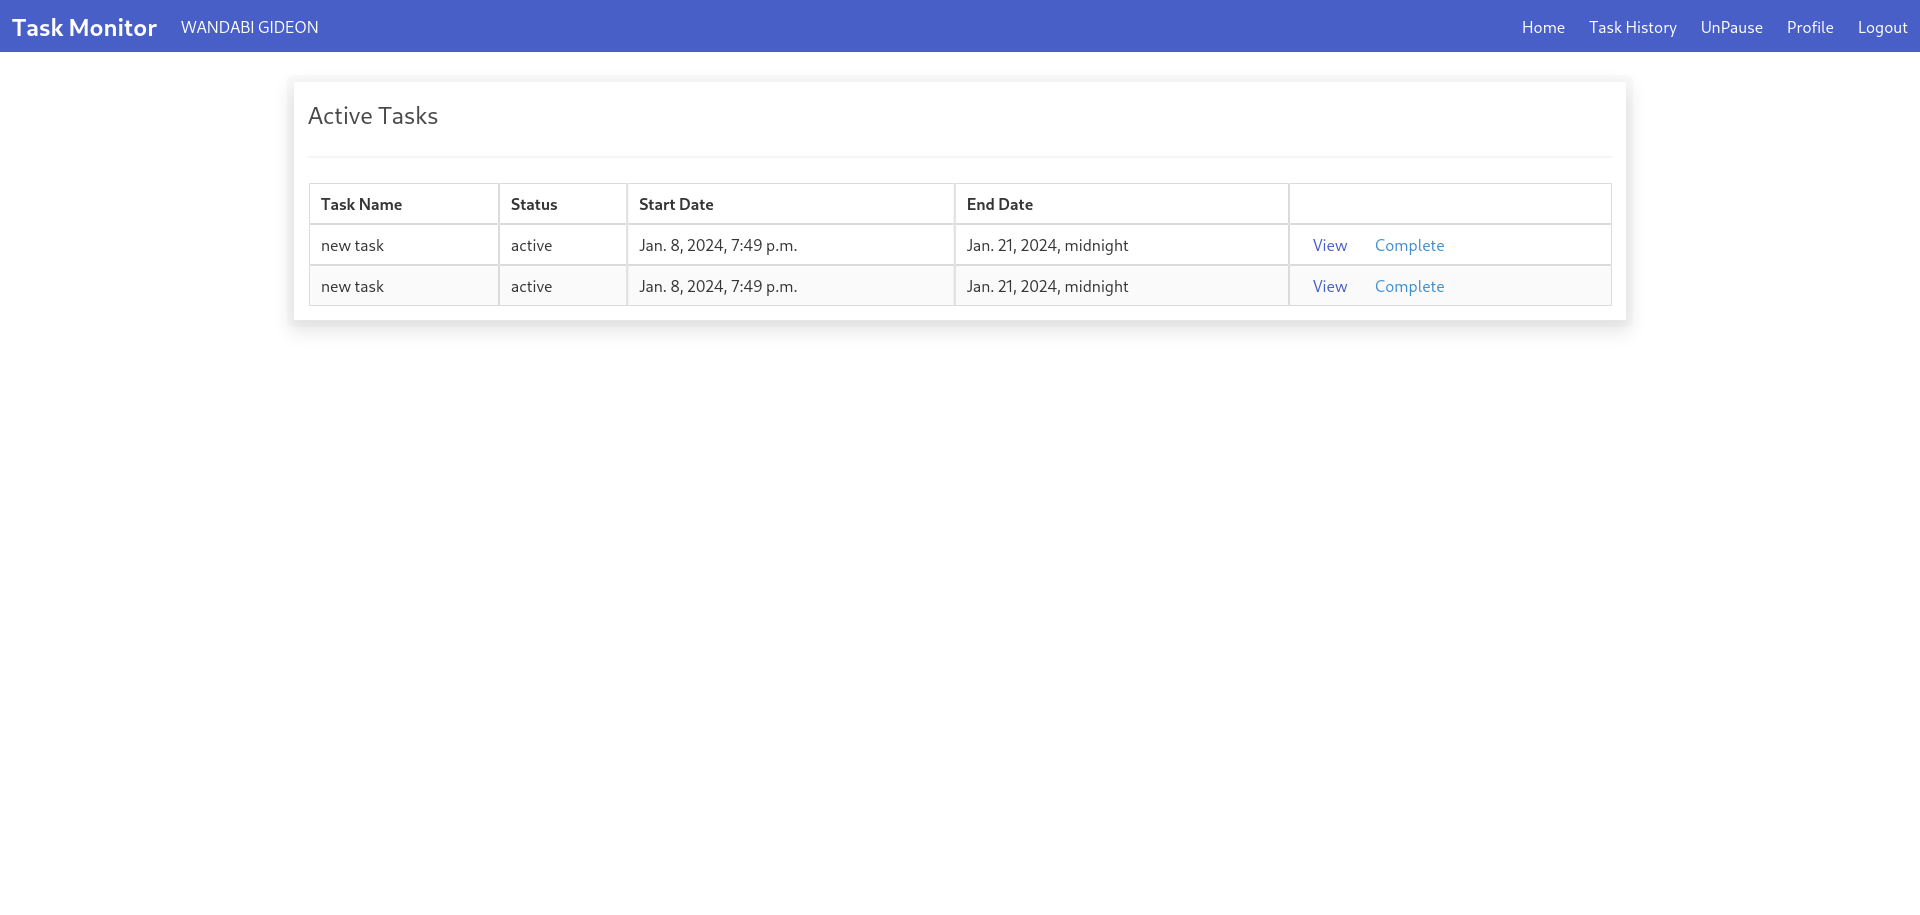 Task Monitor WANDABI GIDEON Home Task History UnPause Profile Logout
Active Tasks
Task Name Status Start Date End Date
new task active Jan. 8, 2024, 7:49 p.m. Jan. 21, 2024, midnight View Complete
new task active Jan. 8, 2024, 7:49 p.m. Jan. 21, 2024, midnight View Complete